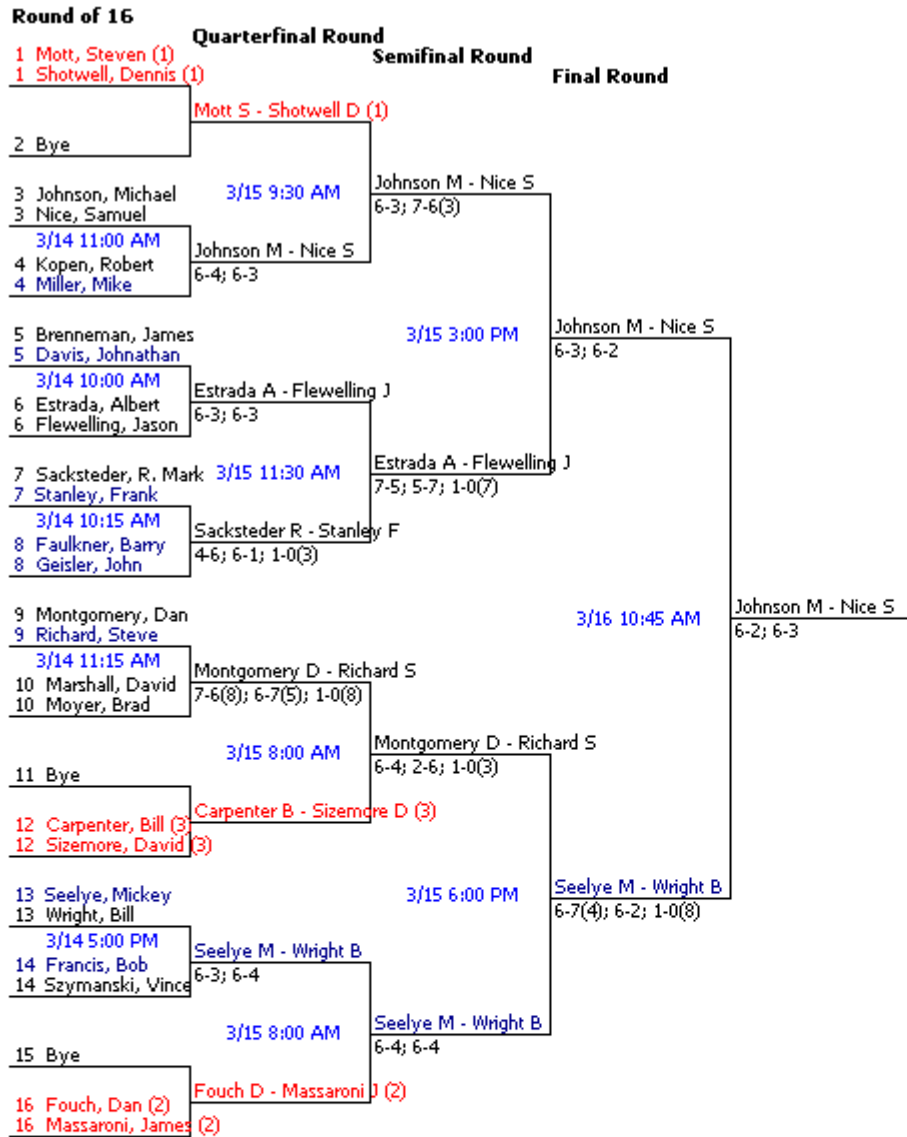 Round of 16
Quarterfinal Round
Semifinal Round
Final Round
1 Mott, Steven (1)
1 Shotwell, Dennis (1)
Mott S - Shotwell D (1)
2 Bye
3/15 9:30 AM
Johnson M - Nice S
6-3; 7-6(3)
3 Johnson, Michael
3 Nice, Samuel
3/14 11:00 AM
Johnson M - Nice S
6-4; 6-3
4 Kopen, Robert
4 Miller, Mike
3/15 3:00 PM
Johnson M - Nice S
6-3; 6-2
5 Brenneman, James
5 Davis, Johnathan
3/14 10:00 AM
Estrada A - Flewelling J
6-3; 6-3
6 Estrada, Albert
6 Flewelling, Jason
3/15 11:30 AM
Estrada A - Flewelling J
7-5; 5-7; 1-0(7)
7 Sacksteder, R. Mark
7 Stanley, Frank
3/14 10:15 AM
Sacksteder R - Stanley F
4-6; 6-1; 1-0(3)
8 Faulkner, Barry
8 Geisler, John
3/16 10:45 AM
Johnson M - Nice S
6-2; 6-3
9 Montgomery, Dan
9 Richard, Steve
3/14 11:15 AM
Montgomery D - Richard S
7-6(8); 6-7(5); 1-0(8)
10 Marshall, David
10 Moyer, Brad
3/15 8:00 AM
Montgomery D - Richard S
6-4; 2-6; 1-0(3)
11 Bye
Carpenter B - Sizemore D (3)
12 Carpenter, Bill (3)
12 Sizemore, David (3)
3/15 6:00 PM
Seelye M - Wright B
6-7(4); 6-2; 1-0(8)
13 Seelye, Mickey
13 Wright, Bill
3/14 5:00 PM
Seelye M - Wright B
6-3; 6-4
14 Francis, Bob
14 Szymanski, Vince
3/15 8:00 AM
Seelye M - Wright B
6-4; 6-4
15 Bye
Fouch D - Massaroni J (2)
16 Fouch, Dan (2)
16 Massaroni, James (2)